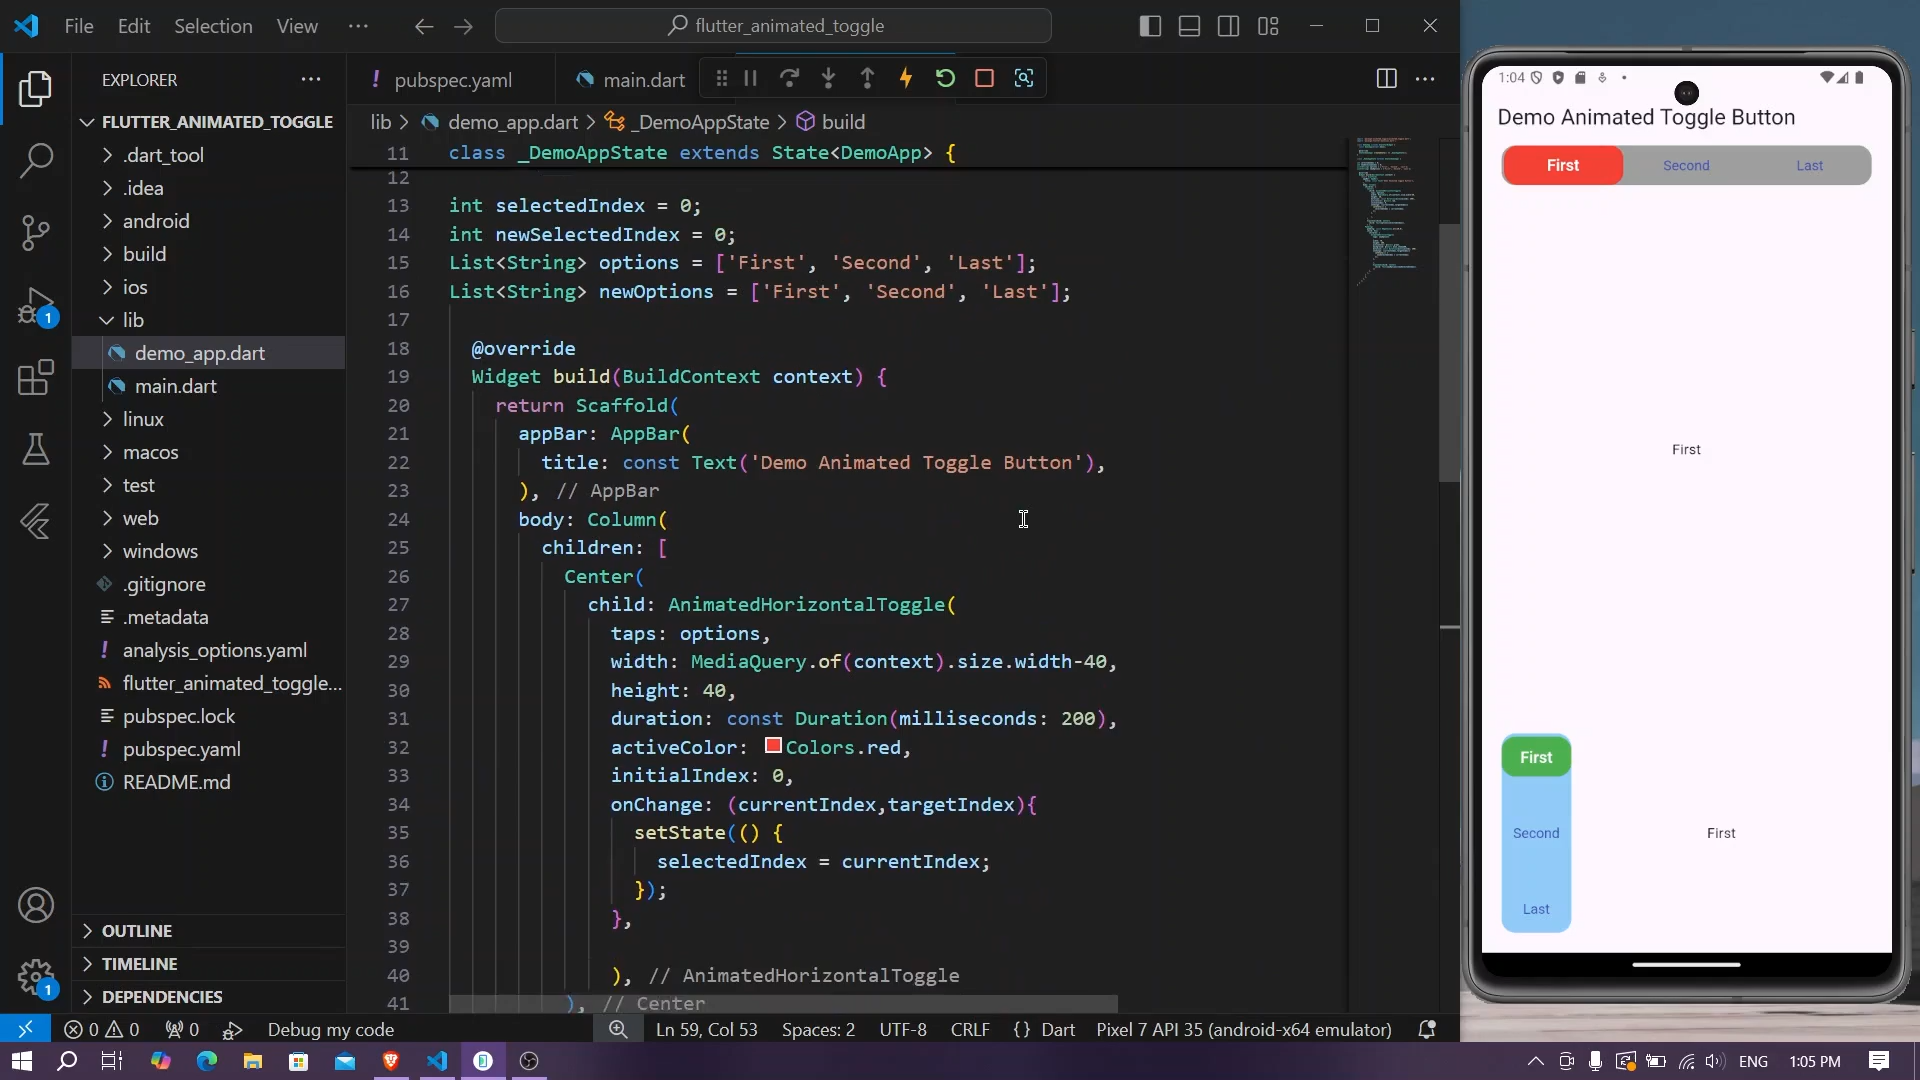 File Edit Selection View ··· flutter_animated_toggle
EXPLORER
FLUTTER_ANIMATED_TOGGLE
.dart_tool
.idea
android
build
ios
lib
demo_app.dart
main.dart
linux
macos
test
web
windows
.gitignore
.metadata
analysis_options.yaml
flutter_animated_toggle...
pubspec.lock
pubspec.yaml
README.md
OUTLINE
TIMELINE
DEPENDENCIES
1
1
! pubspec.yaml main.dart
lib > demo_app.dart > _DemoAppState > build
11 class _DemoAppState extends State<DemoApp> {
12
13 int selectedIndex = 0;
14 int newSelectedIndex = 0;
15 List<String> options = ['First', 'Second', 'Last'];
16 List<String> newOptions = ['First', 'Second', 'Last'];
17
18 @override
19 Widget build(BuildContext context) {
20 return Scaffold(
21 appBar: AppBar(
22 title: const Text('Demo Animated Toggle Button'),
23 ), // AppBar
24 body: Column(
25 children: [
26 Center(
27 child: AnimatedHorizontalToggle(
28 taps: options,
29 width: MediaQuery.of(context).size.width-40,
30 height: 40,
31 duration: const Duration(milliseconds: 200),
32 activeColor: Colors.red,
33 initialIndex: 0,
34 onChange: (currentIndex,targetIndex){
35 setState(() {
36 selectedIndex = currentIndex;
37 });
38 },
39
40 ), // AnimatedHorizontalToggle
41 ), // Center
1:04
Demo Animated Toggle Button
First Second Last
First
First
Second
Last
First
0 0 0 Debug my code Ln 59, Col 53 Spaces: 2 UTF-8 CRLF {} Dart Pixel 7 API 35 (android-x64 emulator)
ENG 1:05 PM